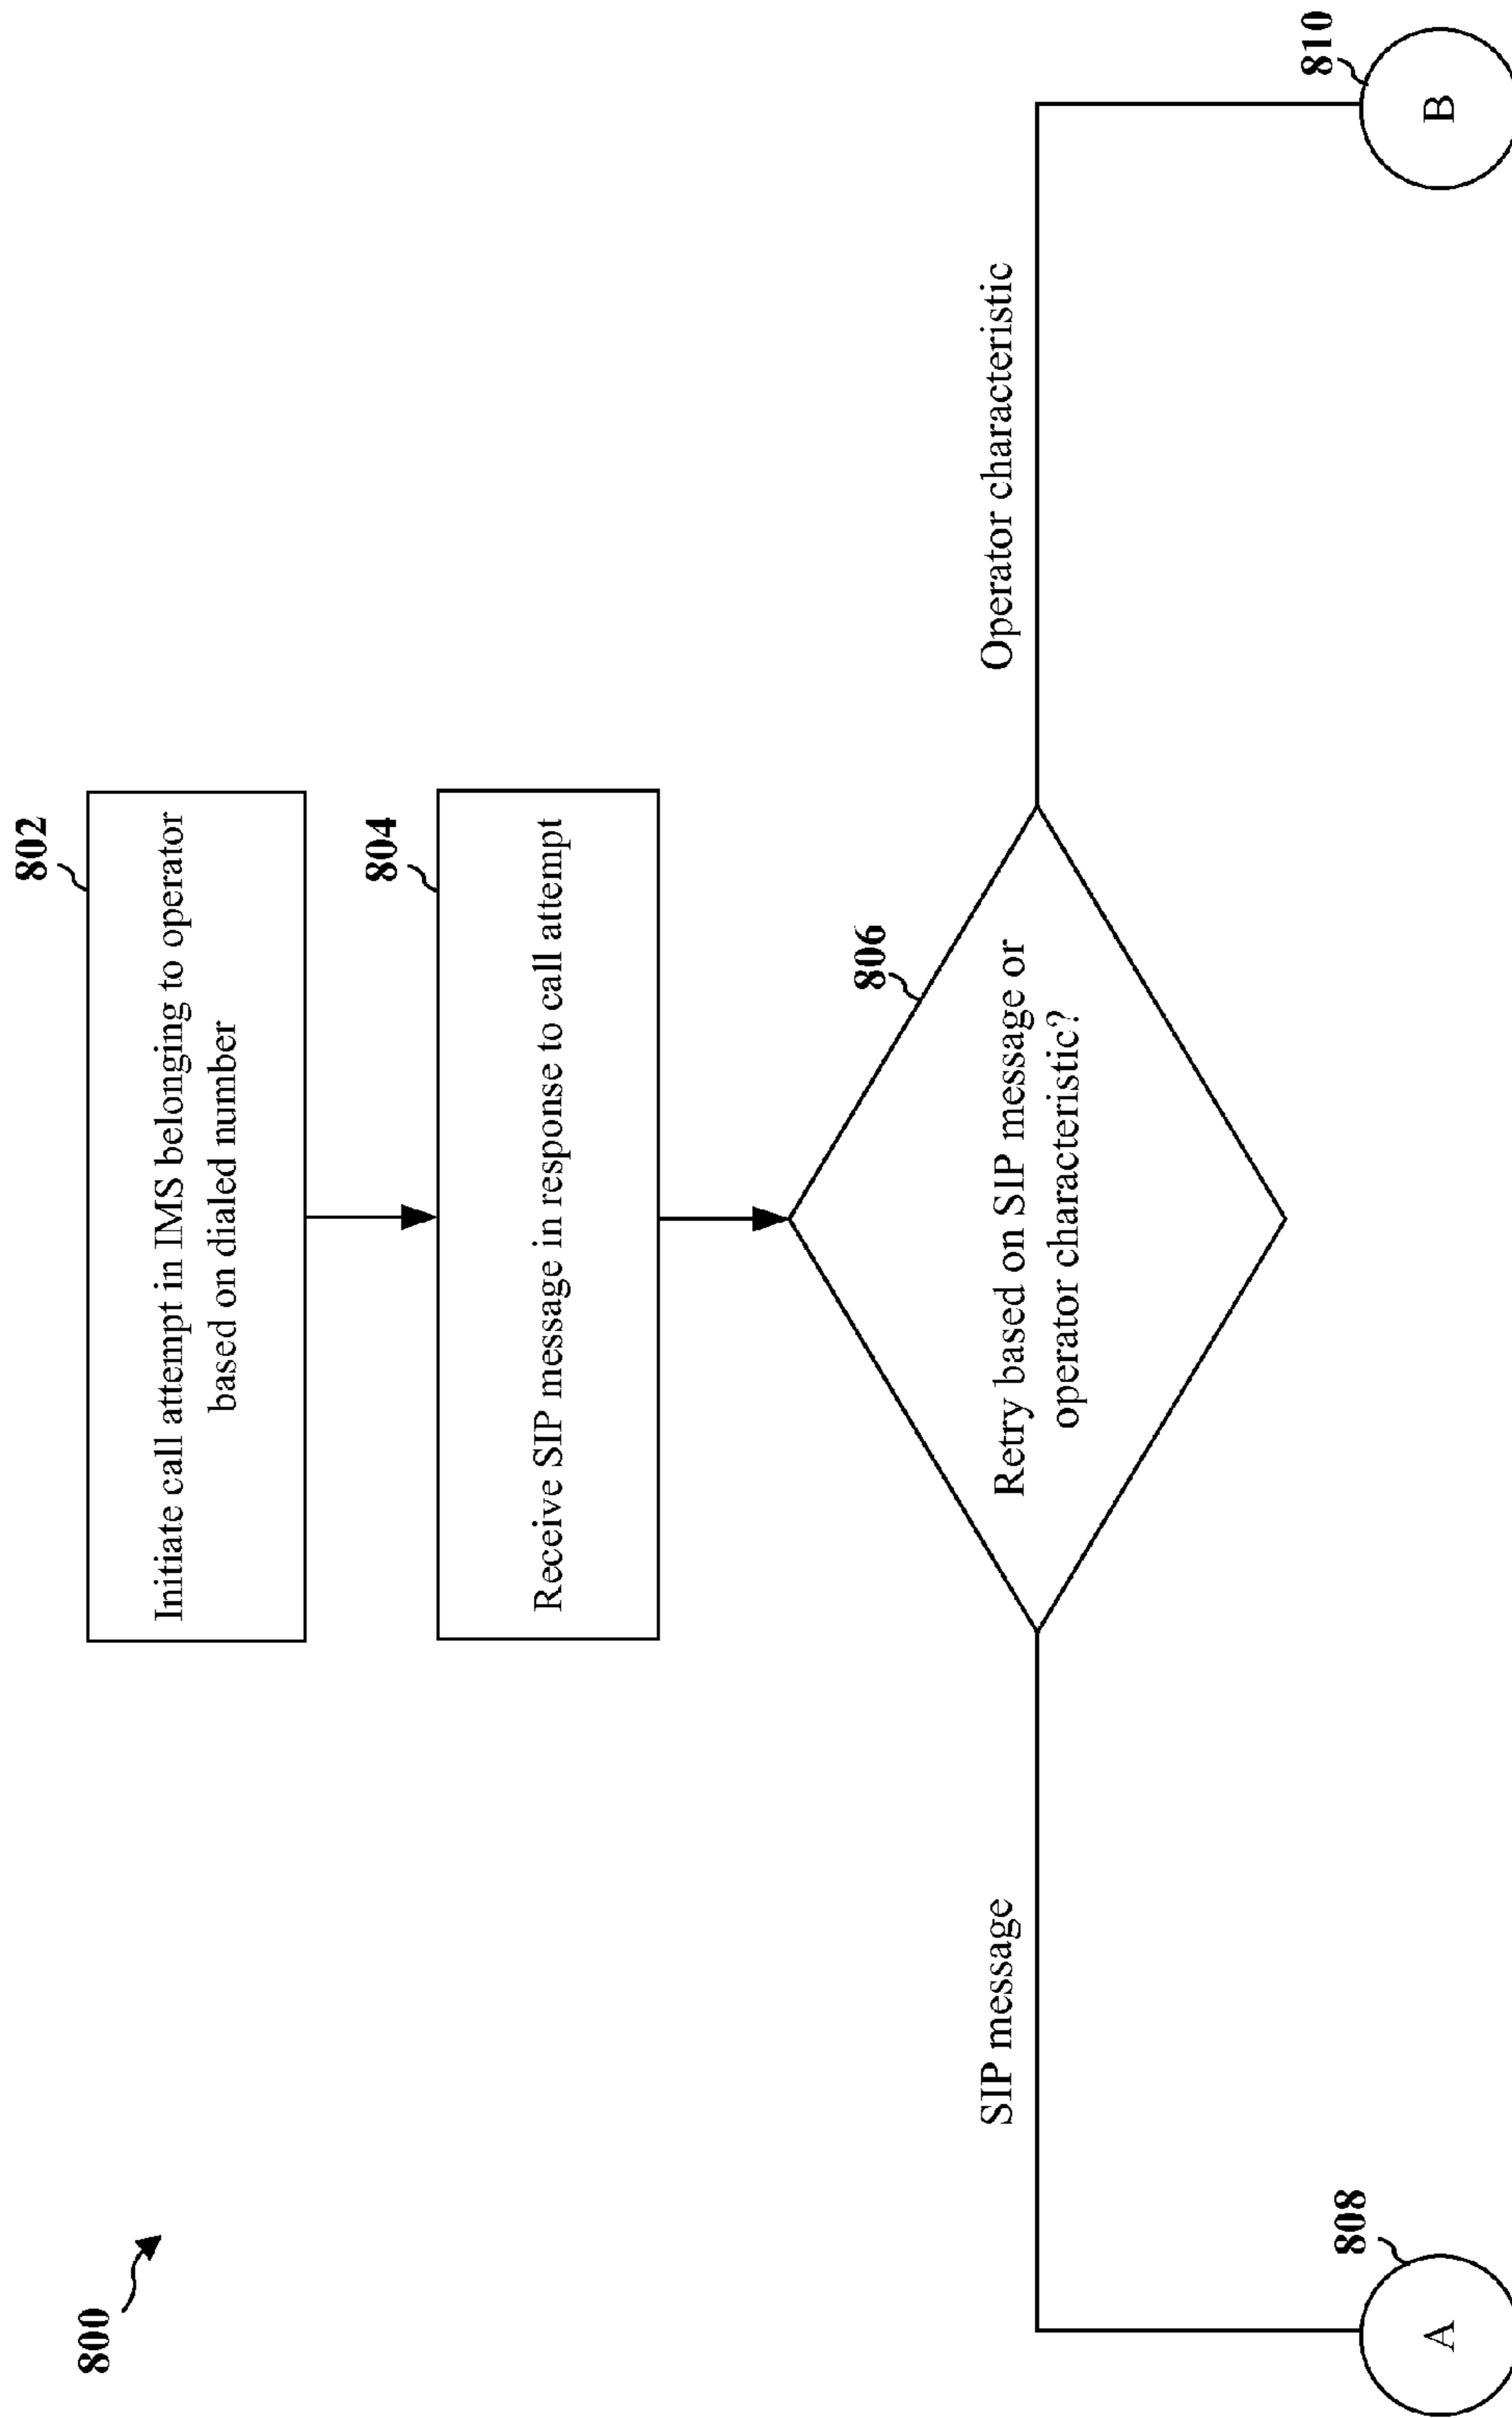 800
802
Initiate call attempt in IMS belonging to operator
based on dialed number
804
Receive SIP message in response to call attempt
806
Retry based on SIP message or
operator characteristic?
SIP message
Operator characteristic
808
A
810
B